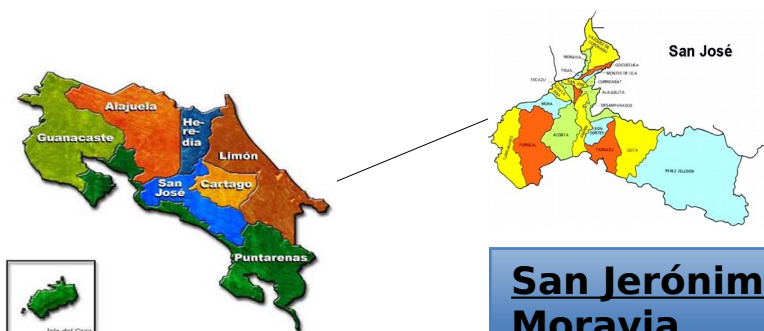 Alajuela
Guanacaste
He-
re-
dia
Limón
San
José
Cartago
Puntarenas
San José
MORAVIA
TIBAS
GOICOECHEA
MONTES DE OCA
CURRIDABAT
ESCAZU
ALAJUELITA
DESAMPARADOS
MORA
ACOSTA
PURISCAL
TARRAZU
DOTA
PEREZ ZELEDON
San Jerónim
Moravia